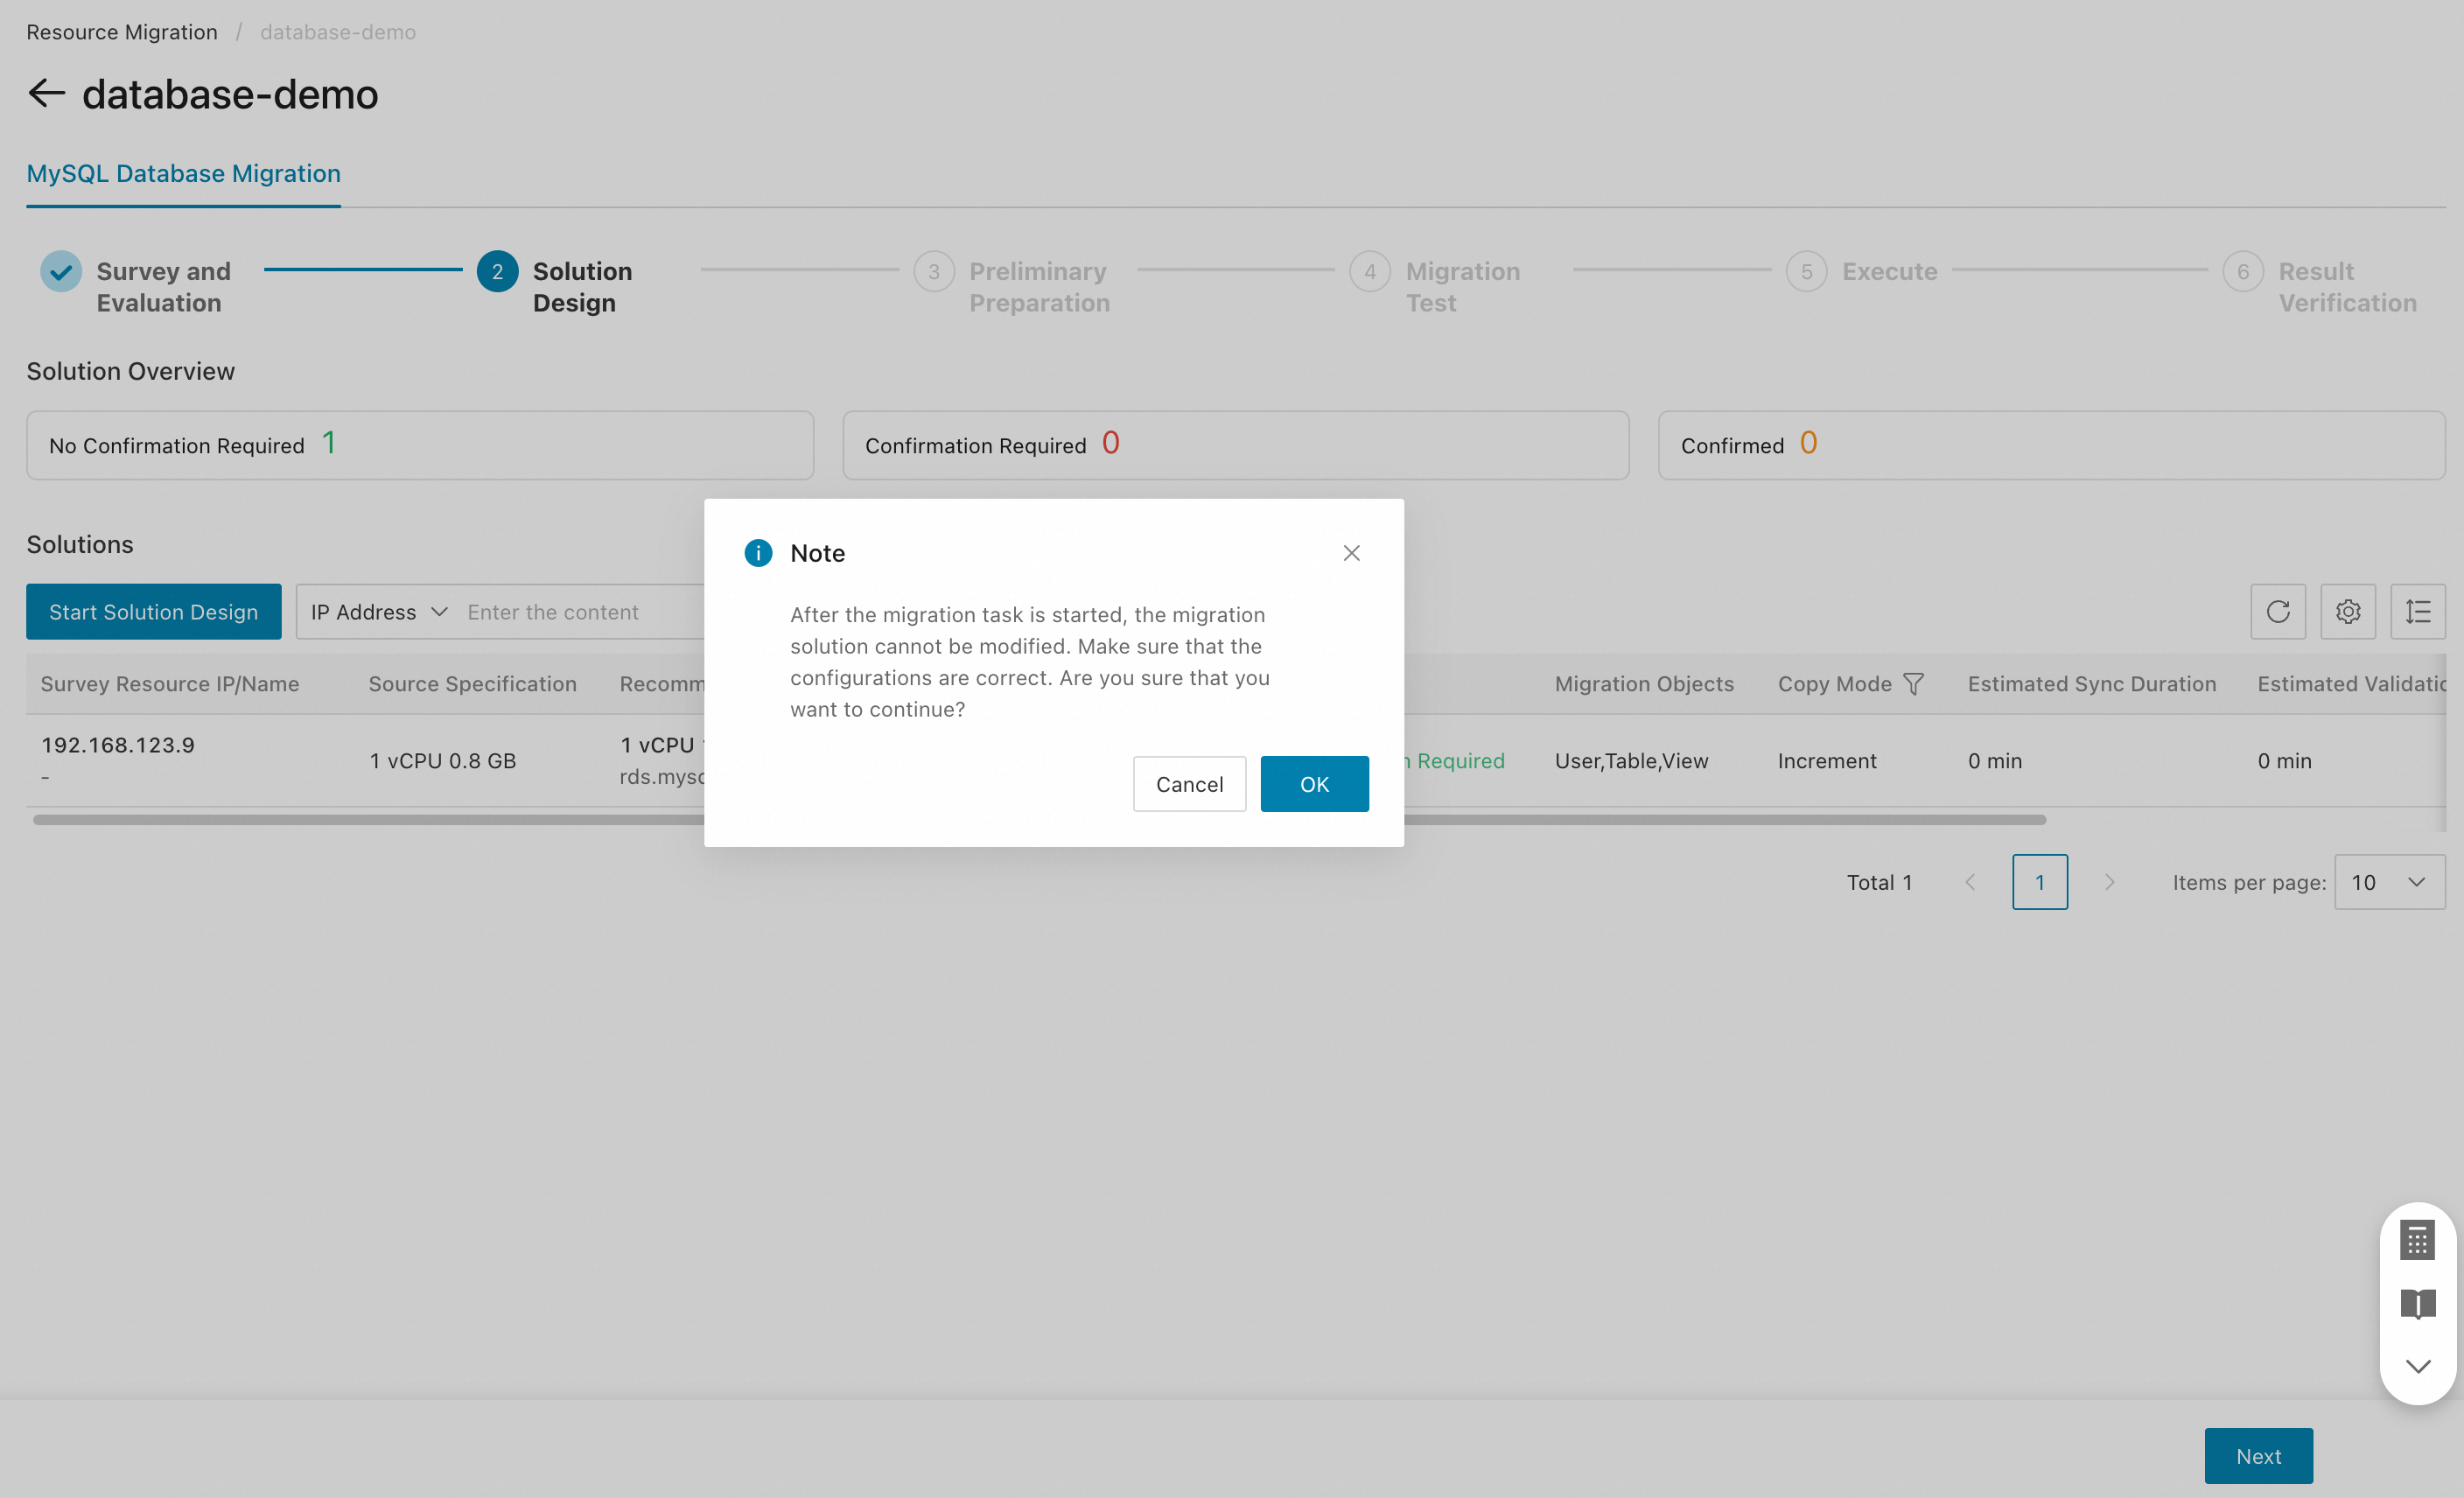 Resource Migration / database-demo
database-demo
MySQL Database Migration
Survey and
Evaluation
2 Solution
Design
3 Preliminary
Preparation
4 Migration
Test
5 Execute
6 Result
Verification
Solution Overview
No Confirmation Required 1
Confirmation Required 0
Confirmed 0
Solutions
Start Solution Design
IP Address
Enter the content
Survey Resource IP/Name
Source Specification
Recomm
Migration Objects
Copy Mode
Estimated Sync Duration
Estimated Validatio
192.168.123.9
-
1 vCPU 0.8 GB
1 vCPU
rds.mysq
Required
User,Table,View
Increment
0 min
0 min
Note
After the migration task is started, the migration
solution cannot be modified. Make sure that the
configurations are correct. Are you sure that you
want to continue?
Cancel
OK
Total 1
1
Items per page: 10
Next